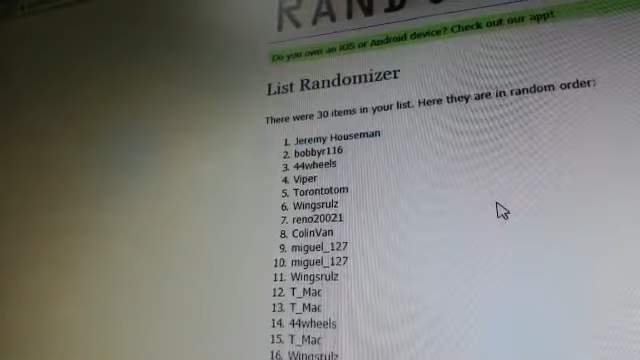 Do you own an iOS or Android device? Check out our app!
List Randomizer
There were 30 items in your list. Here they are in random order:
1. Jeremy Houseman
2. bobbyr116
3. 44wheels
4. Viper
5. Torontotom
6. Wingsrulz
7. reno20021
8. ColinVan
9. miguel_127
10. miguel_127
11. Wingsrulz
12. T_Mac
13. T_Mac
14. 44wheels
15. T_Mac
16. Wingsrulz